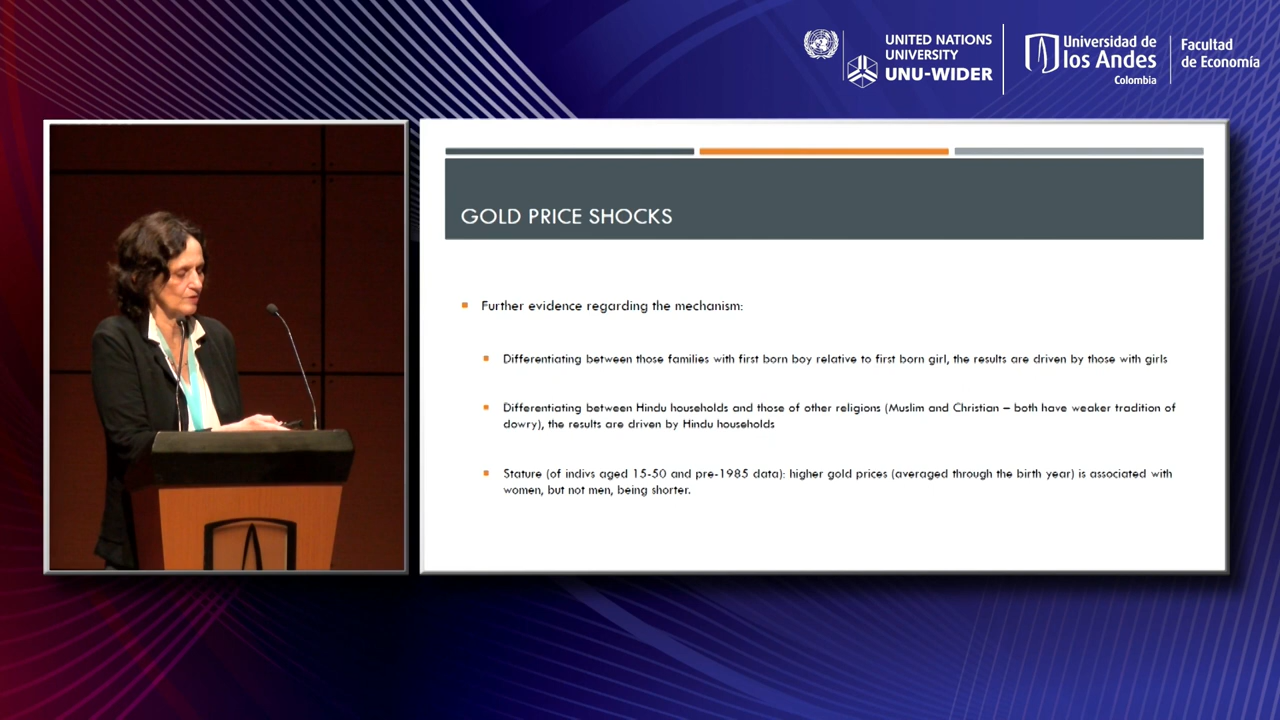 UNITED NATIONS
UNIVERSITY
UNU-WIDER
Universidad de
los Andes
Colombia
Facultad
de Economía
GOLD PRICE SHOCKS
Further evidence regarding the mechanism:
Differentiating between those families with first born boy relative to first born girl, the results are driven by those with girls
Differentiating between Hindu households and those of other religions (Muslim and Christian – both have weaker tradition of
dowry), the results are driven by Hindu households
Stature (of indivs aged 15-50 and pre-1985 data): higher gold prices (averaged through the birth year) is associated with
women, but not men, being shorter.